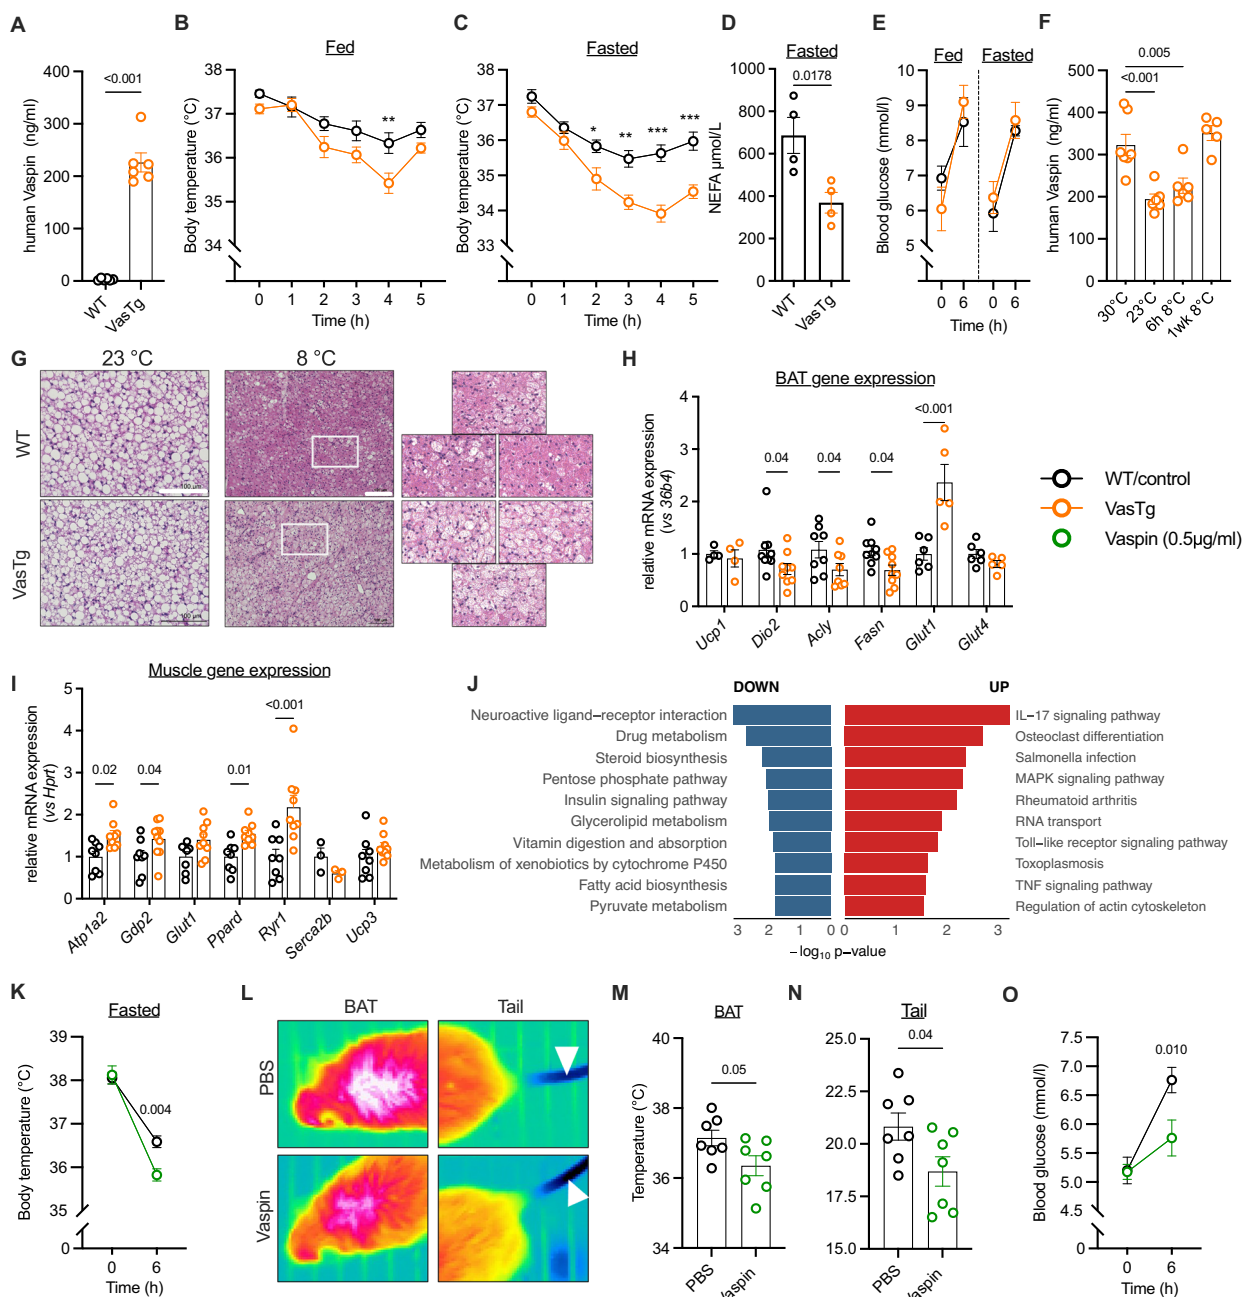 A
human Vaspin (ng/ml)
400
300
200
100
0
<0.001
WT
VasTg
B
Fed
Body temperature (°C)
38
37
36
35
34
**
0 1 2 3 4 5
Time (h)
C
Fasted
Body temperature (°C)
38
37
36
35
34
33
* ** *** ***
0 1 2 3 4 5
Time (h)
D
Fasted
NEFA µmol/L
1000
800
600
400
200
0
0.0178
WT
VasTg
E
Fed Fasted
Blood glucose (mmol/l)
10
9
8
7
6
5
0 6 0 6
Time (h)
F
human Vaspin (ng/ml)
500
400
300
200
100
0
0.005
<0.001
30°C
23°C
6h 8°C
1wk 8°C
G
23 °C 8 °C
WT
VasTg
100 µm
100 µm
H
BAT gene expression
relative mRNA expression
(vs 36b4)
4
3
2
1
0
0.04 0.04 0.04 <0.001
Ucp1
Dio2
Acly
Fasn
Glut1
Glut4
WT/control
VasTg
Vaspin (0.5µg/ml)
I
Muscle gene expression
relative mRNA expression
(vs Hprt)
5
4
3
2
1
0
0.02 0.04 0.01 <0.001
Atp1a2
Gdp2
Glut1
Ppard
Ryr1
Serca2b
Ucp3
J
DOWN UP
Neuroactive ligand−receptor interaction
Drug metabolism
Steroid biosynthesis
Pentose phosphate pathway
Insulin signaling pathway
Glycerolipid metabolism
Vitamin digestion and absorption
Metabolism of xenobiotics by cytochrome P450
Fatty acid biosynthesis
Pyruvate metabolism
IL−17 signaling pathway
Osteoclast differentiation
Salmonella infection
MAPK signaling pathway
Rheumatoid arthritis
RNA transport
Toll−like receptor signaling pathway
Toxoplasmosis
TNF signaling pathway
Regulation of actin cytoskeleton
3 2 1 0 0 1 2 3
−log10 p−value
K
Fasted
Body temperature (°C)
39
38
37
36
35
0
0.004
0 6
Time (h)
L
BAT Tail
PBS
Vaspin
M
BAT
Temperature (°C)
40
38
36
34
0.05
PBS
Vaspin
N
Tail
25.0
22.5
20.0
17.5
15.0
0.04
PBS
Vaspin
O
Blood glucose (mmol/l)
7.5
7.0
6.5
6.0
5.5
5.0
4.5
0
0.010
0 6
Time (h)